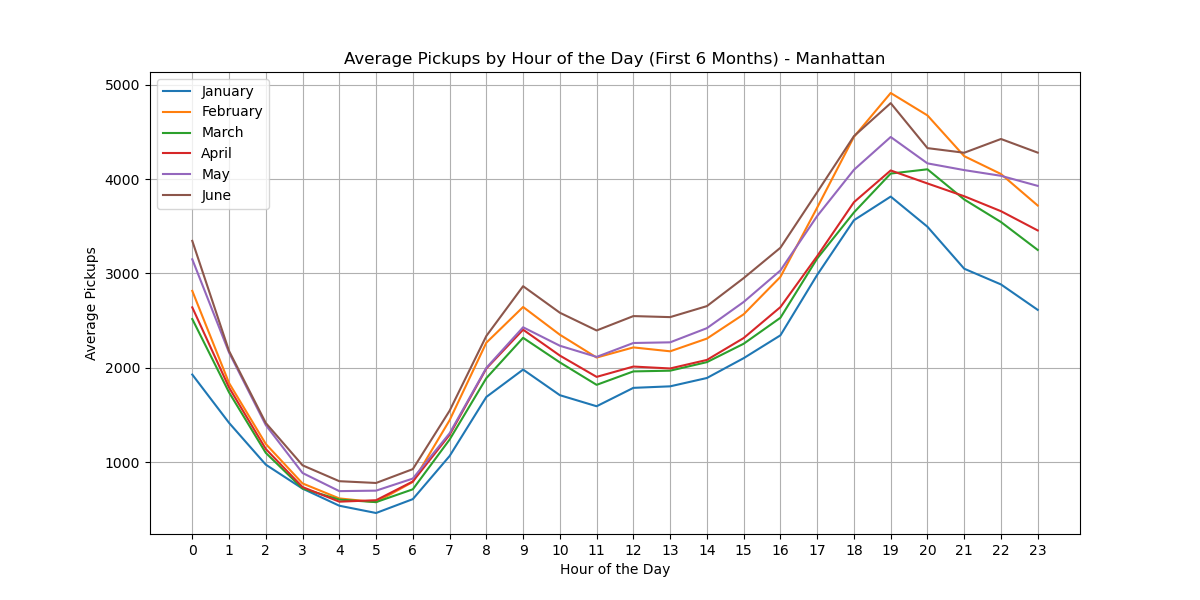 Average Pickups by Hour of the Day (First 6 Months) - Manhattan
January
February
March
April
May
June
Average Pickups
5000
4000
3000
2000
1000
0 1 2 3 4 5 6 7 8 9 10 11 12 13 14 15 16 17 18 19 20 21 22 23
Hour of the Day